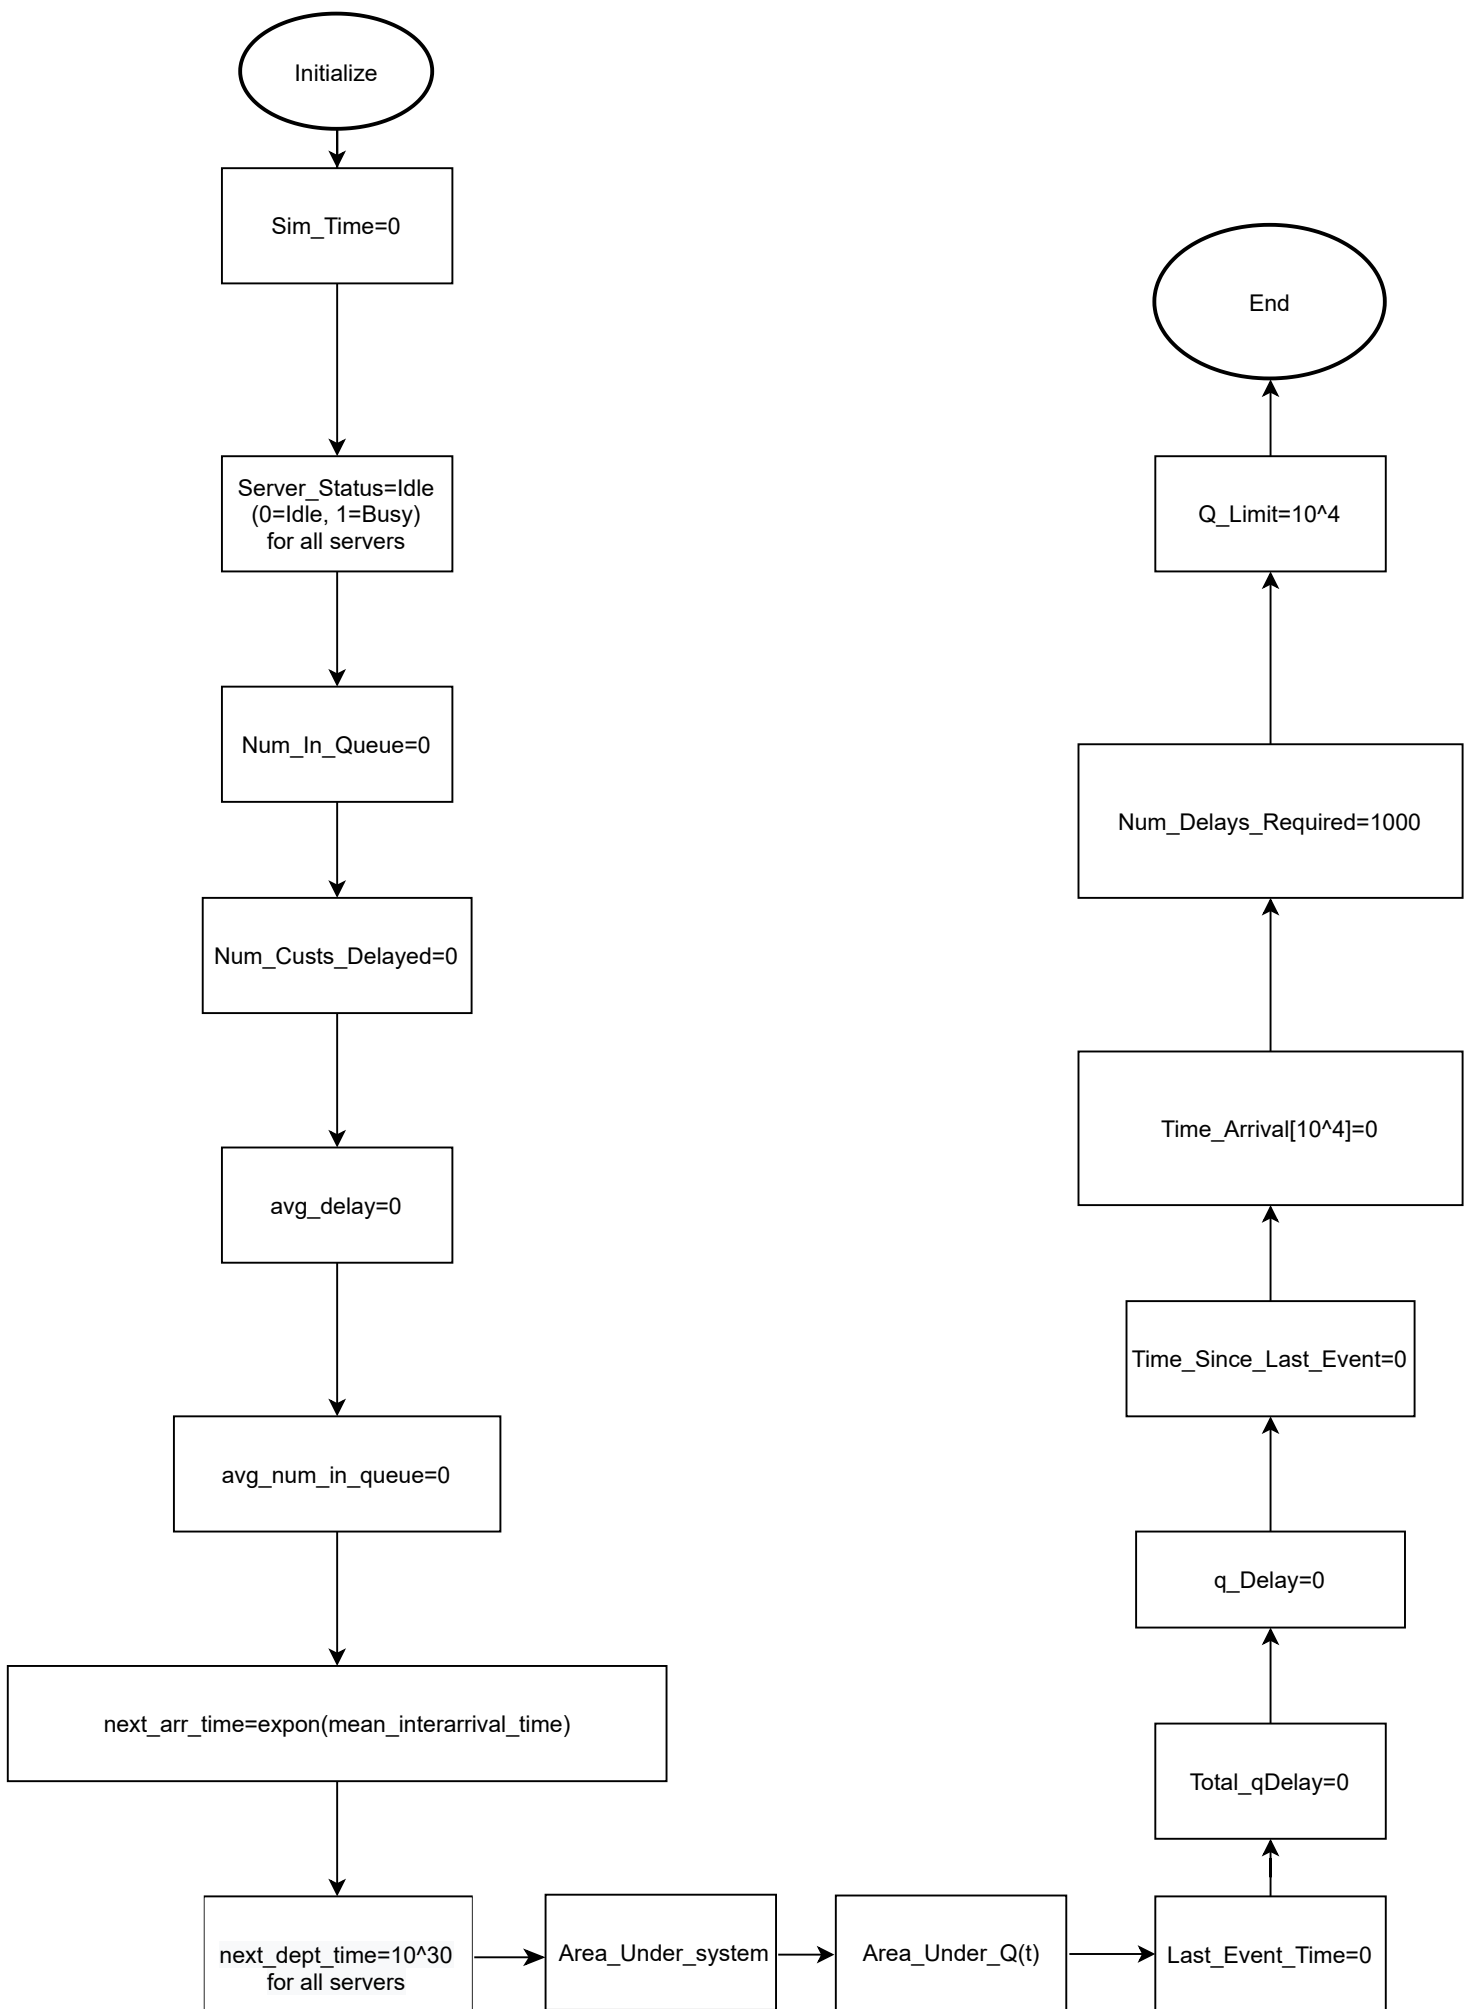 Initialize
Sim_Time=0
Server_Status=Idle
(0=Idle, 1=Busy)
for all servers
Num_In_Queue=0
Num_Custs_Delayed=0
avg_delay=0
avg_num_in_queue=0
next_arr_time=expon(mean_interarrival_time)
next_dept_time=10^30
for all servers
Area_Under_system
Area_Under_Q(t)
Last_Event_Time=0
Total_qDelay=0
q_Delay=0
Time_Since_Last_Event=0
Time_Arrival[10^4]=0
Num_Delays_Required=1000
Q_Limit=10^4
End